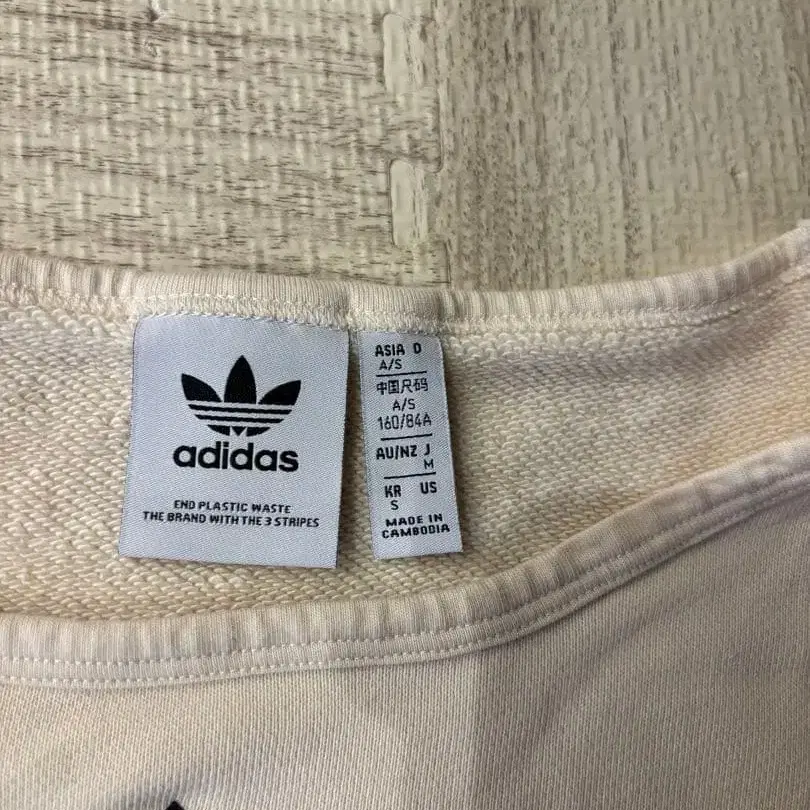 adidas
END PLASTIC WASTE
THE BRAND WITH THE 3 STRIPES
ASIA D
A/S
中国尺码
A/S
160/84A
AU/NZ J
M
KR US
S
MADE IN
CAMBODIA